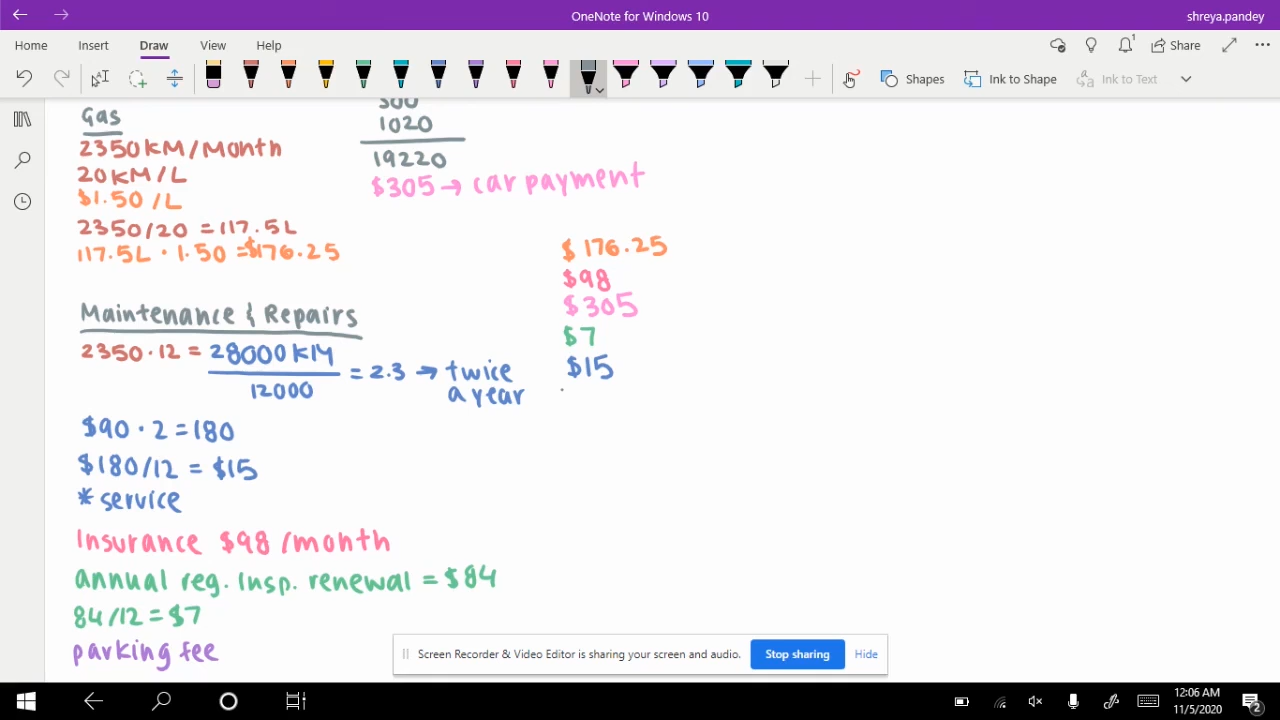 OneNote for Windows 10
shreya.pandey
Home Insert Draw View Help
Share
Shapes
Ink to Shape
Ink to Text
Gas
2350KM/Month
20KM/L
$1.50/L
2350/20 = 117.5L
117.5L · 1.50 = $176.25
300
1020
19220
$305 → car payment
Maintenance & Repairs
2350·12 = 28000KM
12000
= 2.3 → twice
a year
$90 · 2 = 180
$180/12 = $15
* service
Insurance $98/month
annual reg. Insp. renewal = $84
84/12 = $7
parking fee
$176.25
$98
$305
$7
$15
Screen Recorder & Video Editor is sharing your screen and audio.
Stop sharing
Hide
12:06 AM
11/5/2020
2